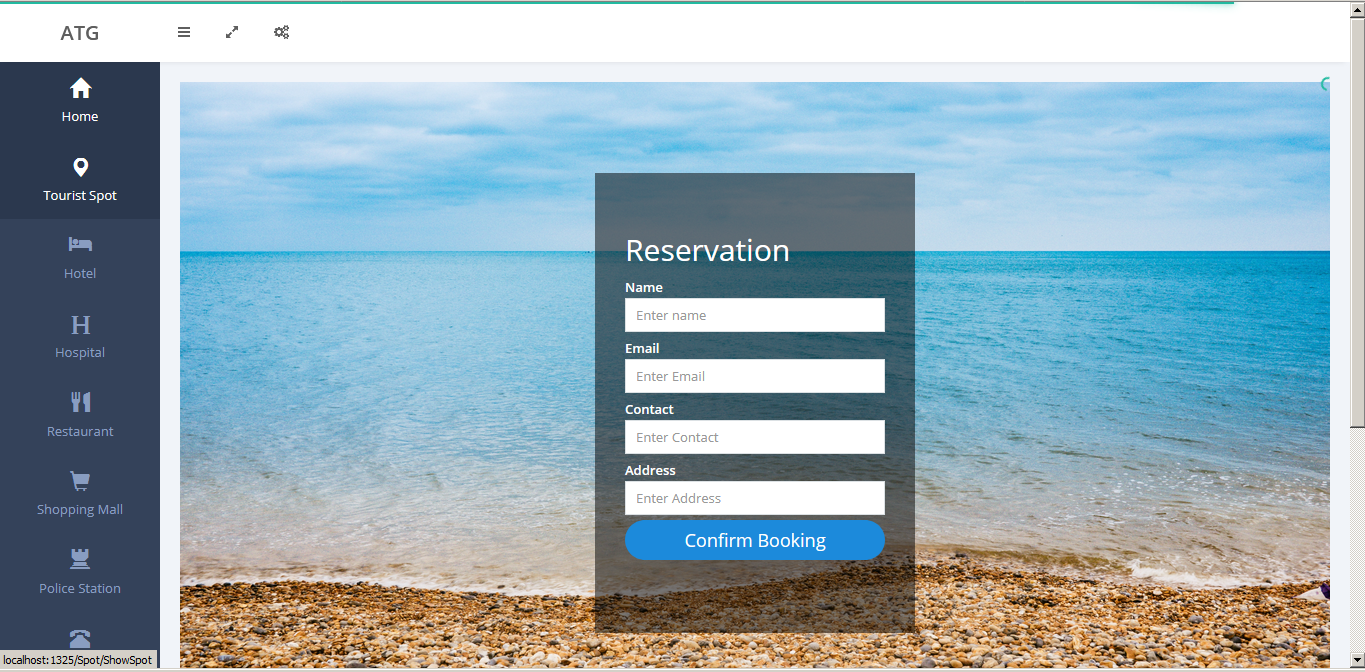 ATG
Home
Tourist Spot
Hotel
H
Hospital
Restaurant
Shopping Mall
Police Station
Reservation
Name
Enter name
Email
Enter Email
Contact
Enter Contact
Address
Enter Address
Confirm Booking
localhost:1325/Spot/ShowSpot